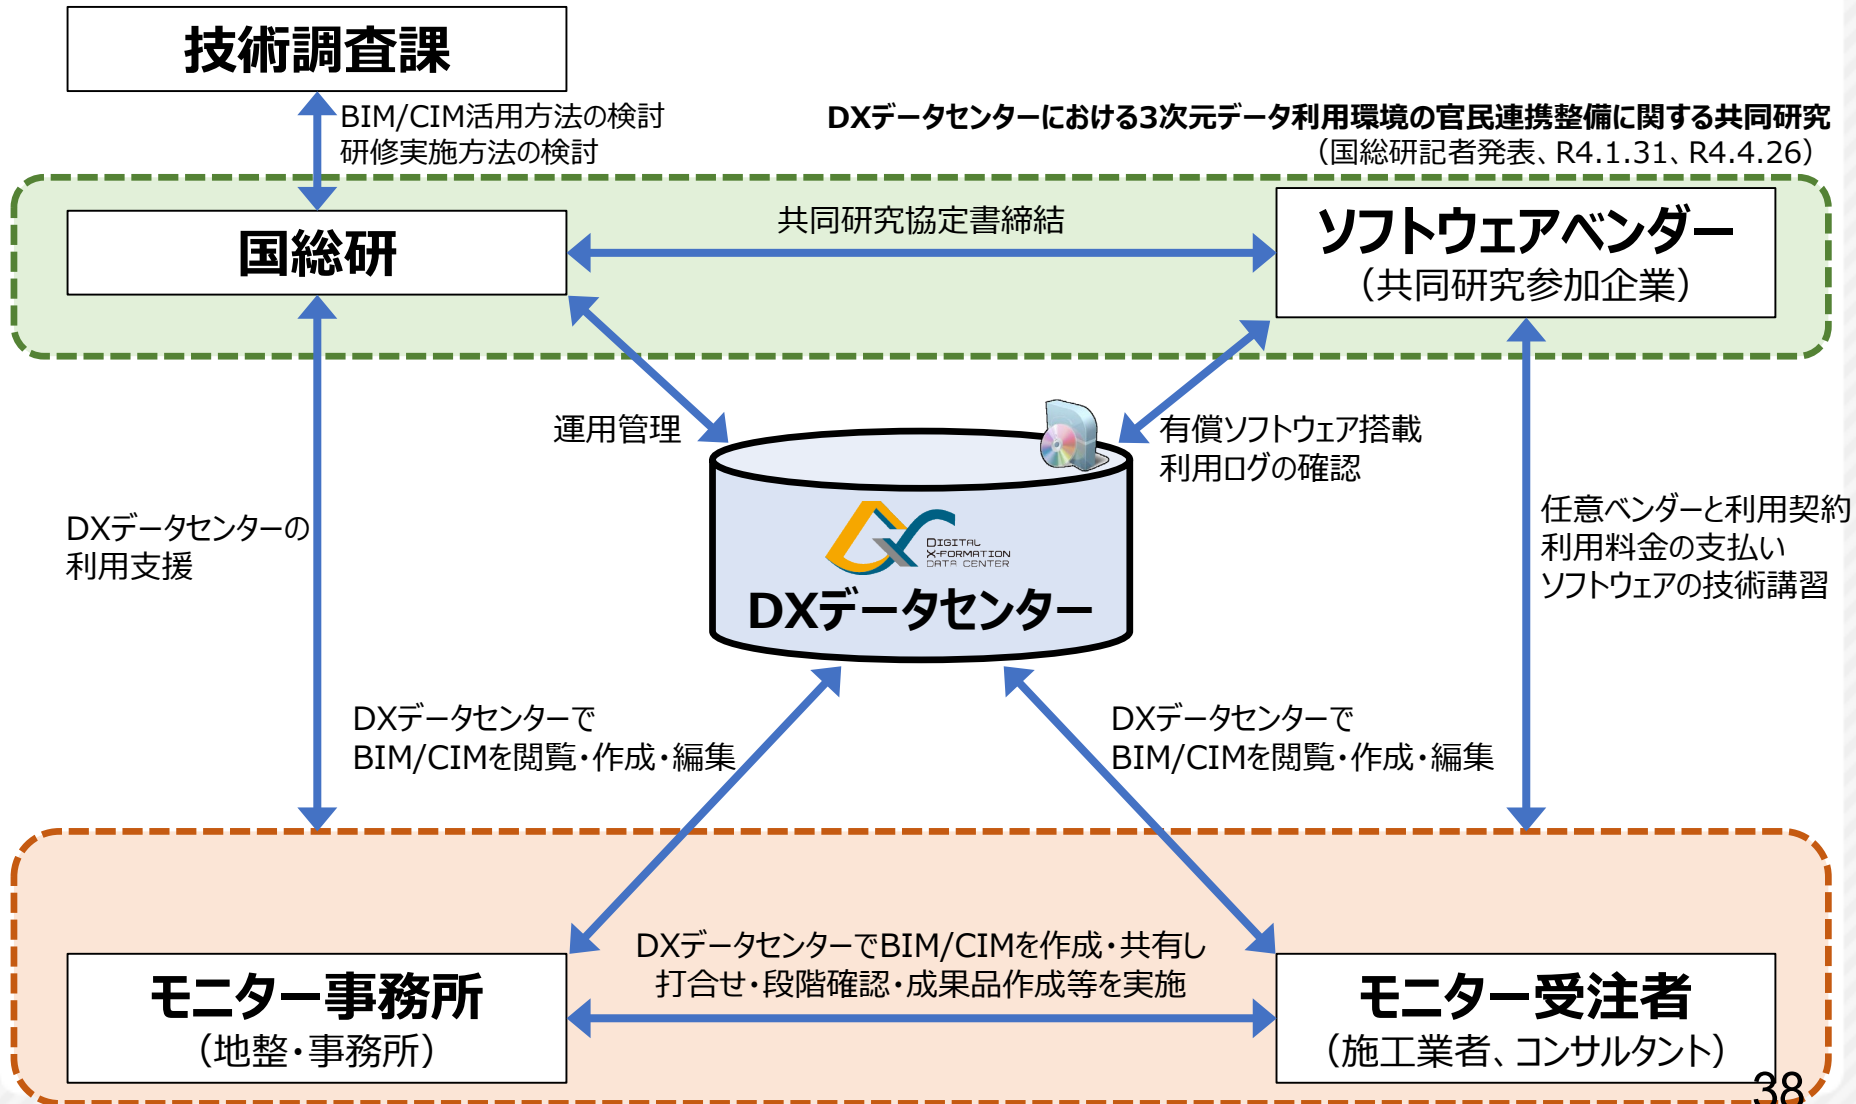 技術調査課
BIM/CIM活用方法の検討
研修実施方法の検討
DXデータセンターにおける3次元データ利用環境の官民連携整備に関する共同研究
（国総研記者発表、R4.1.31、R4.4.26）
国総研
共同研究協定書締結
ソフトウェアベンダー
（共同研究参加企業）
運用管理
有償ソフトウェア搭載
利用ログの確認
DXデータセンターの
利用支援
DIGITAL
X-FORMATION
DATA CENTER
DXデータセンター
任意ベンダーと利用契約
利用料金の支払い
ソフトウェアの技術講習
DXデータセンターで
BIM/CIMを閲覧・作成・編集
DXデータセンターで
BIM/CIMを閲覧・作成・編集
DXデータセンターでBIM/CIMを作成・共有し
打合せ・段階確認・成果品作成等を実施
モニター事務所
（地整・事務所）
モニター受注者
（施工業者、コンサルタント）
38